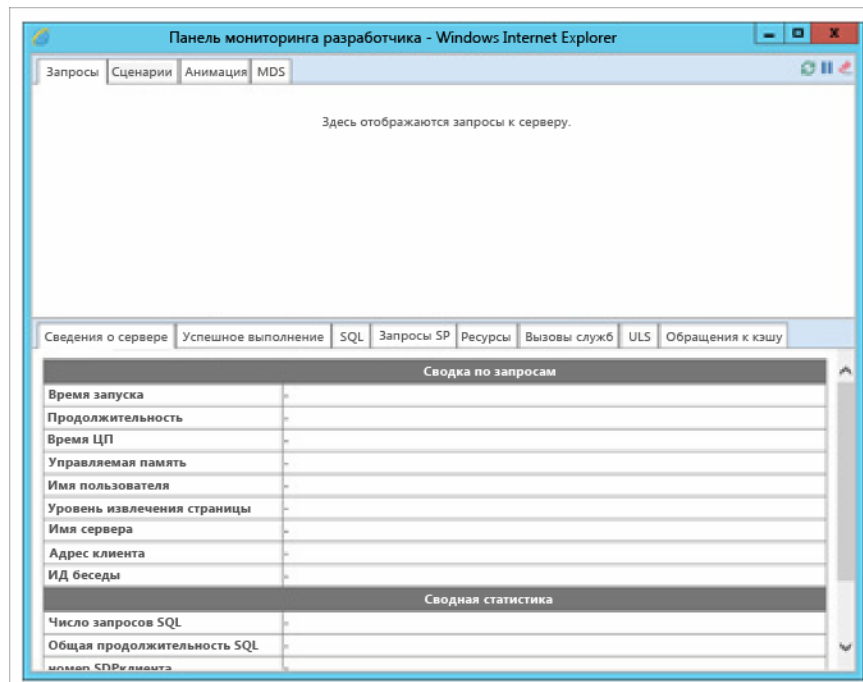 Панель мониторинга разработчика - Windows Internet Explorer
Запросы Сценарии Анимация MDS
Здесь отображаются запросы к серверу.
Сведения о сервере Успешное выполнение SQL Запросы SP Ресурсы Вызовы служб ULS Обращения к кэшу
Сводка по запросам
Время запуска -
Продолжительность -
Время ЦП -
Управляемая память -
Имя пользователя -
Уровень извлечения страницы -
Имя сервера -
Адрес клиента -
ИД беседы -
Сводная статистика
Число запросов SQL -
Общая продолжительность SQL -
номер SDPклиента